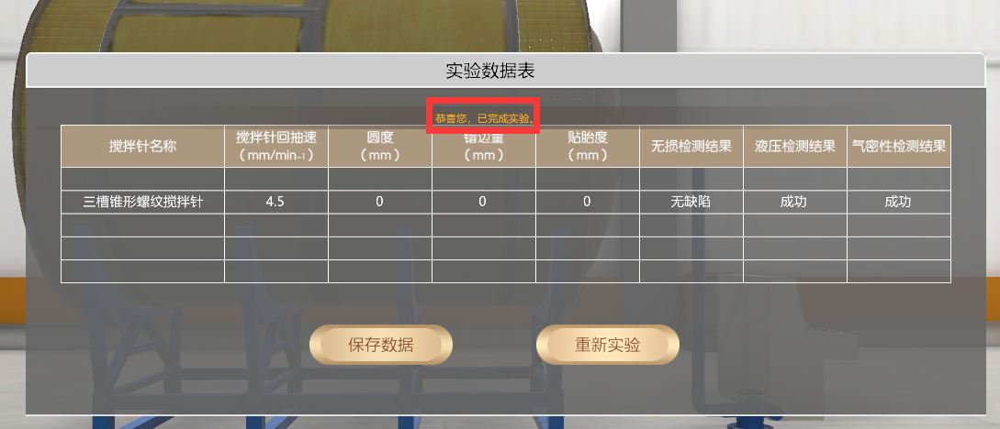 实验数据表
恭喜您，已完成实验。
搅拌针名称 搅拌针回抽速（mm/min-1） 圆度（mm） 错边量（mm） 贴胎度（mm） 无损检测结果 液压检测结果 气密性检测结果
三槽锥形螺纹搅拌针 4.5 0 0 0 无缺陷 成功 成功
保存数据 重新实验